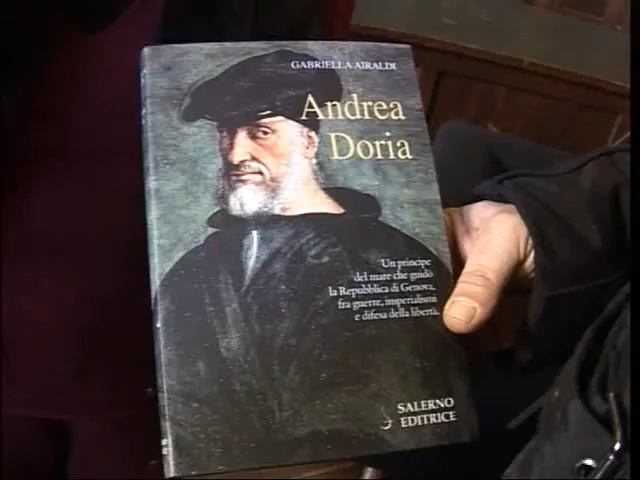 GABRIELLA AIRALDI
Andrea
Doria
Un principe
del mare che guidò
la Repubblica di Genova,
fra guerre, imperialismi
e difesa della libertà.
SALERNO
EDITRICE